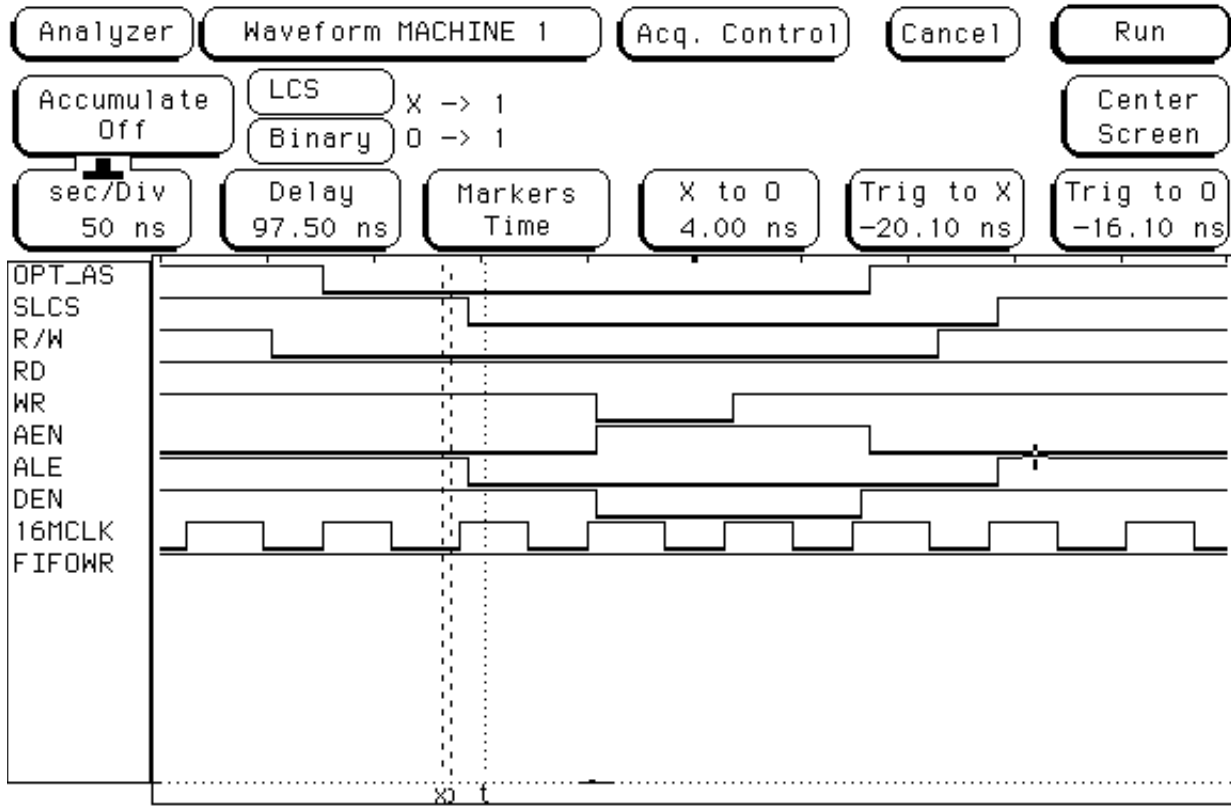 Analyzer
Waveform MACHINE 1
Acq. Control
Cancel
Run
Accumulate
Off
LCS
X -> 1
Binary
O -> 1
Center
Screen
sec/Div
50 ns
Delay
97.50 ns
Markers
Time
X to O
4.00 ns
Trig to X
-20.10 ns
Trig to O
-16.10 ns
OPT_AS
SLCS
R/W
RD
WR
AEN
ALE
DEN
16MCLK
FIFOWR
X t